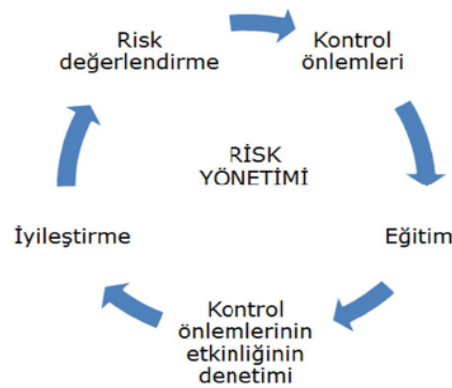 Risk
değerlendirme
Kontrol
önlemleri
RİSK
YÖNETİMİ
Eğitim
Kontrol
önlemlerinin
etkinliğinin
denetimi
İyileştirme